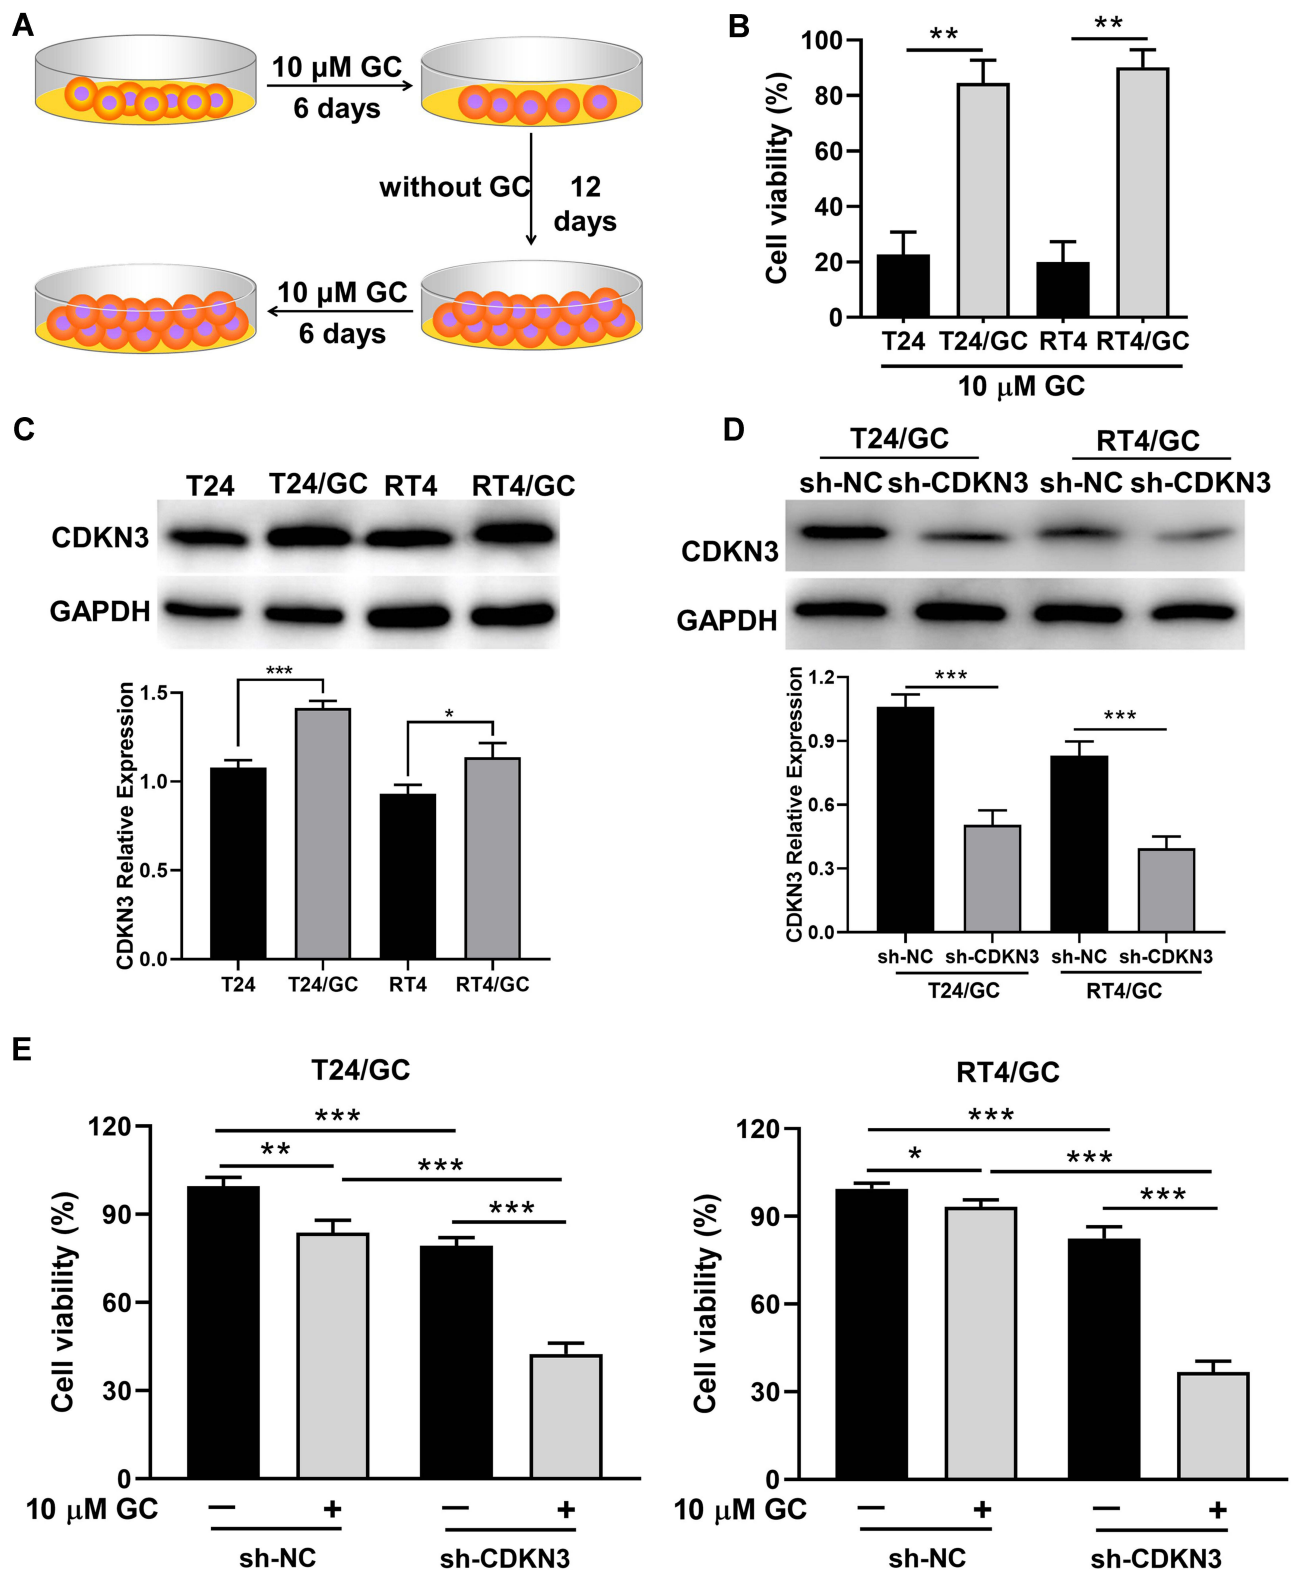 A
10 μM GC
6 days
without GC
12
days
10 μM GC
6 days
B
Cell viability (%)
100
80
60
40
20
0
**
**
T24 T24/GC RT4 RT4/GC
10 μM GC
C
T24 T24/GC RT4 RT4/GC
CDKN3
GAPDH
CDKN3 Relative Expression
1.5
1.0
0.5
0.0
***
*
T24 T24/GC RT4 RT4/GC
D
T24/GC RT4/GC
sh-NC sh-CDKN3 sh-NC sh-CDKN3
CDKN3
GAPDH
CDKN3 Relative Expression
1.2
0.9
0.6
0.3
0.0
***
***
sh-NC sh-CDKN3 sh-NC sh-CDKN3
T24/GC RT4/GC
E
T24/GC
Cell viability (%)
120
90
60
30
0
***
**
***
***
10 μM GC — + — +
sh-NC sh-CDKN3
RT4/GC
Cell viability (%)
120
90
60
30
0
***
*
***
***
10 μM GC — + — +
sh-NC sh-CDKN3